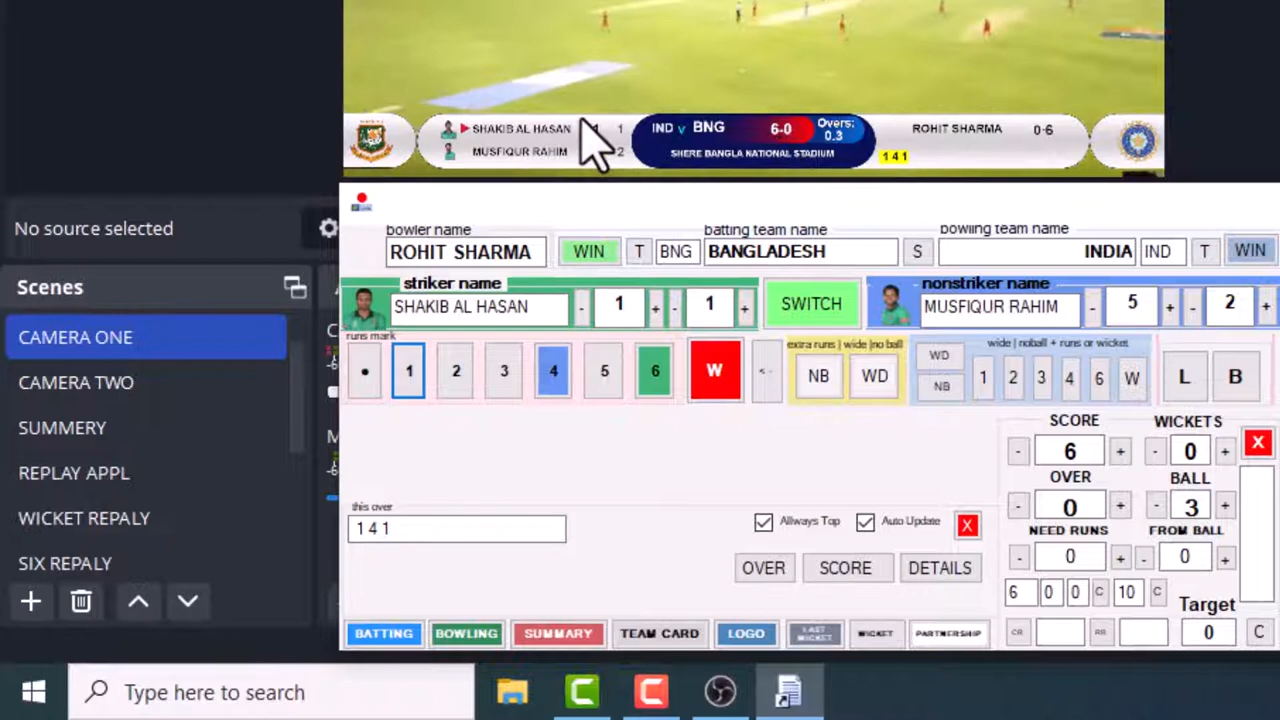 SHAKIB AL HASAN 1
MUSFIQUR RAHIM 2
IND v BNG 6-0 Overs: 0.3
SHERE BANGLA NATIONAL STADIUM
1 4 1
ROHIT SHARMA 0-6
No source selected
Scenes
CAMERA ONE
CAMERA TWO
SUMMERY
REPLAY APPL
WICKET REPALY
SIX REPALY
bowler name batting team name bowling team name
ROHIT SHARMA WIN T BNG BANGLADESH S INDIA IND T WIN
striker name nonstriker name
SHAKIB AL HASAN - 1 + - 1 + SWITCH MUSFIQUR RAHIM - 5 + - 2 +
runs mark extra runs | wide |no ball wide | noball + runs or wicket
• 1 2 3 4 5 6 W <- NB WD WD NB 1 2 3 4 6 W L B
SCORE WICKETS
- 6 + - 0 + X
OVER BALL
- 0 + - 3 +
NEED RUNS FROM BALL
- 0 + - 0 +
6 0 0 C 10 C
Target
CR RR 0 C
this over
1 4 1
Allways Top Auto Update X
OVER SCORE DETAILS
BATTING BOWLING SUMMARY TEAM CARD LOGO LAST WICKET WICKET PARTNERSHIP
Type here to search